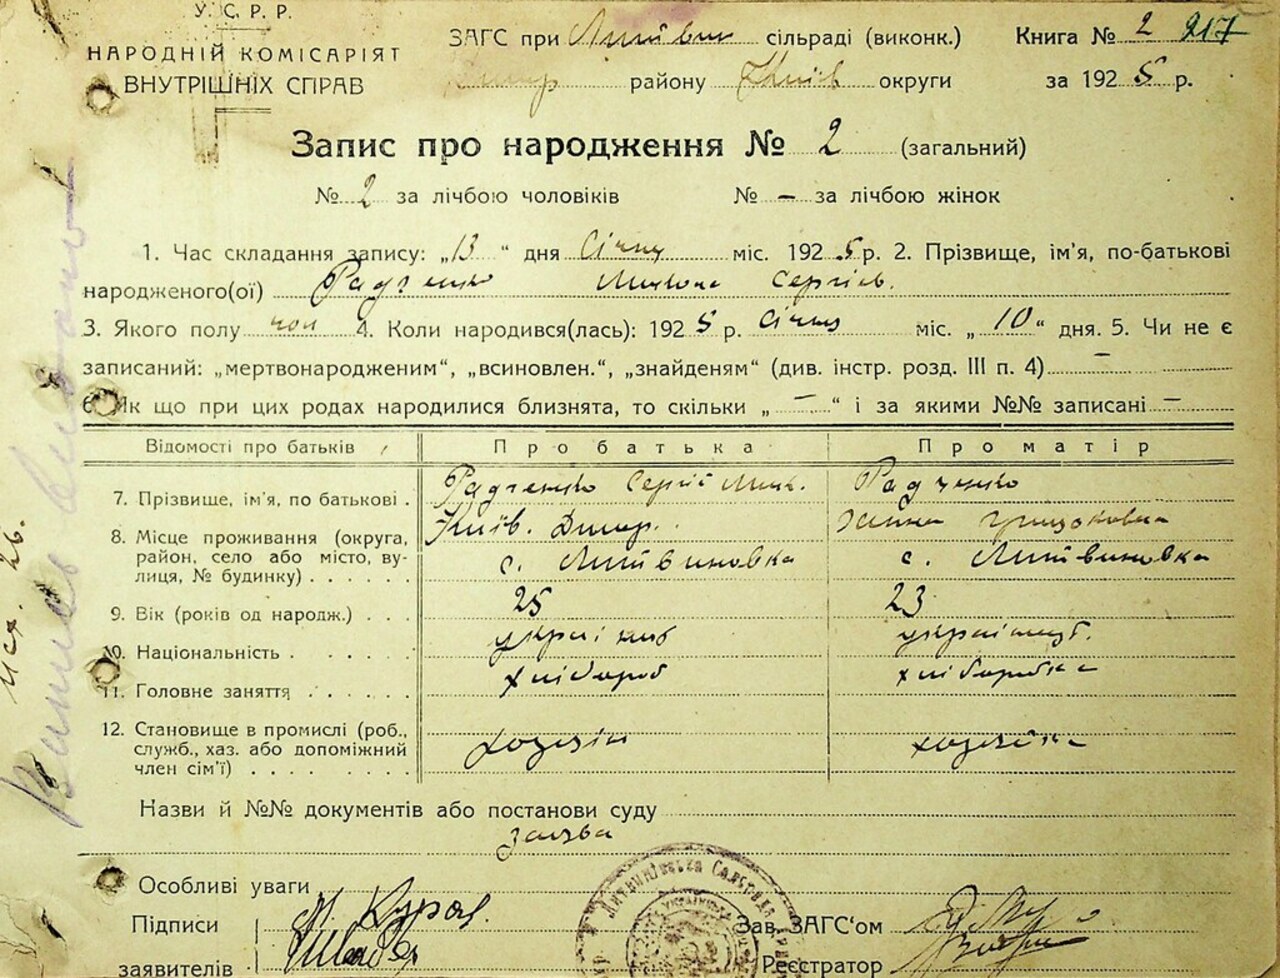 У.С.Р.Р.
НАРОДНІЙ КОМІСАРІЯТ
ВНУТРІШНІХ СПРАВ
ЗАГС при Литвин сільраді (виконк.) Книга № 2 217
Димер району Київ округи за 1925 р.
Запис про народження № 2 (загальний)
№ 2 за лічбою чоловіків № — за лічбою жінок
1. Час складання запису: „13“ дня Січня міс. 1925 р. 2. Прізвище, ім'я, по-батькові
народженого(ої) Радченко Микола Сергієв.
3. Якого полу чол 4. Коли народився(лась): 1925 р. Січня міс. „10“ дня. 5. Чи не є
записаний: „мертвонародженим“, „всиновлен.“, „знайденям“ (див. інстр. розд. III п. 4) —
6. Як що при цих родах народилися близнята, то скільки „—“ і за якими №№ записані —
Відомості про батьків Про батька Про матір
7. Прізвище, ім'я, по батькові . Радченко Сергій Мик. Радченко
8. Місце проживання (округа, Київ. Димер. Ганна
район, село або місто, ву- с. Литвиновка с. Литвиновка
лиця, № будинку) . . . . . .
9. Вік (років од народж.) . . . 25 23
10. Національність . . . . українець українка
11. Головне заняття . . . . . . хлібороб хліборобка
12. Становище в промислі (роб.,
служб., хаз. або допоміжний хозяїн хозяйка
член сім'ї) . . . . . . . .
Назви й №№ документів або постанови суду
заява
Особливі уваги
Підписи Зав. ЗАГС'ом
заявителів Реєстратор